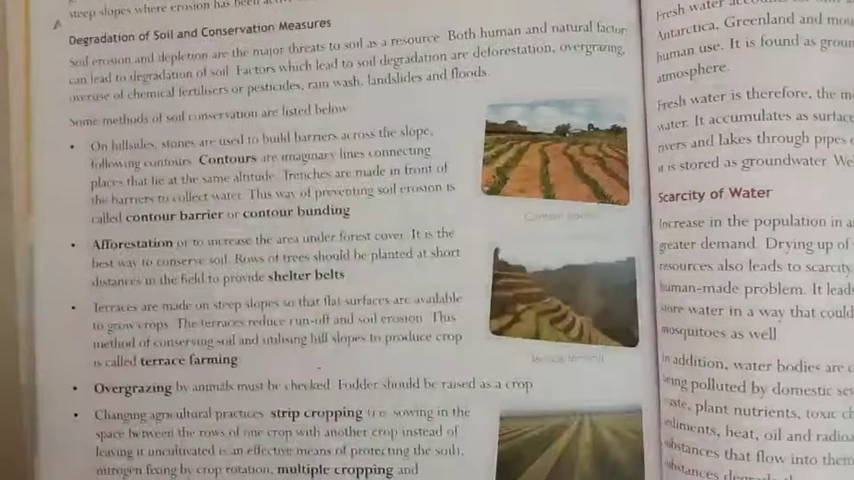 steep slopes where erosion has been
Degradation of Soil and Conservation Measures
Soil erosion and depletion are the major threats to soil as a resource. Both human and natural factor
can lead to degradation of soil. Factors which lead to soil degradation are deforestation, overgrazing,
overuse of chemical fertilisers or pesticides, rain wash, landslides and floods.
Some methods of soil conservation are listed below
• On hillsides, stones are used to build barriers across the slope,
following contours. Contours are imaginary lines connecting
places that lie at the same altitude. Trenches are made in front of
the barriers to collect water. This way of preventing soil erosion is
called contour barrier or contour bunding
• Afforestation or to increase the area under forest cover. It is the
best way to conserve soil. Rows of trees should be planted at short
distances in the field to provide shelter belts
• Terraces are made on steep slopes so that flat surfaces are available
to grow crops. The terraces reduce run-off and soil erosion. This
method of conserving soil and utilising hill slopes to produce crop
is called terrace farming
• Overgrazing by animals must be checked. Fodder should be raised as a crop
• Changing agricultural practices. strip cropping (i.e. sowing in the
space between the rows of one crop with another crop instead of
leaving it uncultivated is an effective means of protecting the soil),
nitrogen fixing by crop rotation, multiple cropping and
Terrace farming
Fresh water
Antarctica, Greenland and mou
human use. It is found as groun
atmosphere.
Fresh water is therefore, the m
water. It accumulates as surface
rivers and lakes through pipes
it is stored as groundwater. We
Scarcity of Water
Increase in the population in a
greater demand. Drying up of
resources also leads to scarcity
human-made problem. It leads
store water in a way that could
mosquitoes as well
In addition, water bodies are
being polluted by domestic se
waste, plant nutrients, toxic
sediments, heat, oil and radioa
substances that flow into them
substances